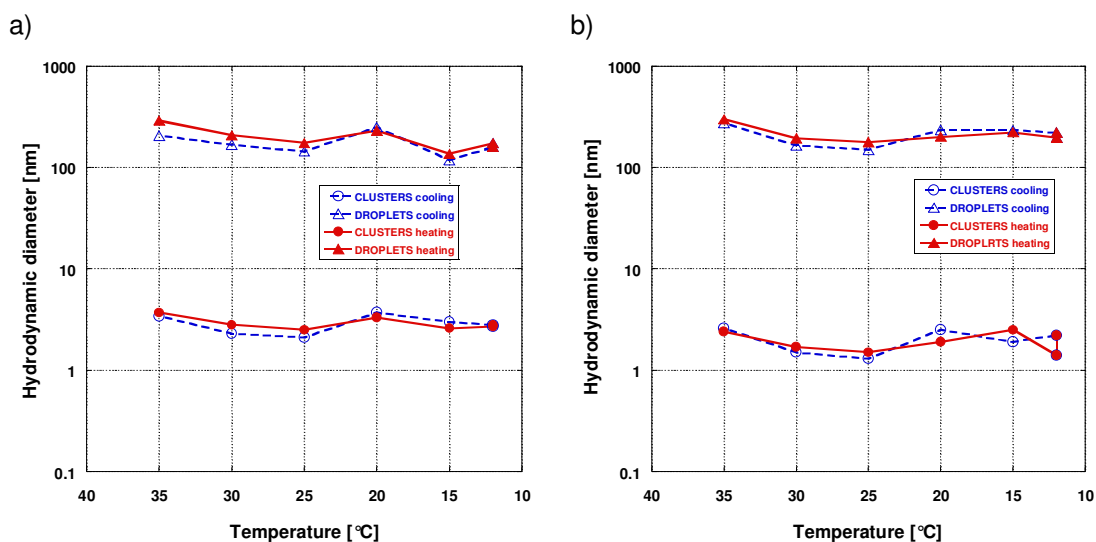 a)
1000
100
10
1
0.1
40
35
30
25
20
15
10
Hydrodynamic diameter [nm]
Temperature [°C]
CLUSTERS cooling
DROPLETS cooling
CLUSTERS heating
DROPLETS heating
b)
1000
100
10
1
0.1
40
35
30
25
20
15
10
Hydrodynamic diameter [nm]
Temperature [°C]
CLUSTERS cooling
DROPLETS cooling
CLUSTERS heating
DROPLRTS heating